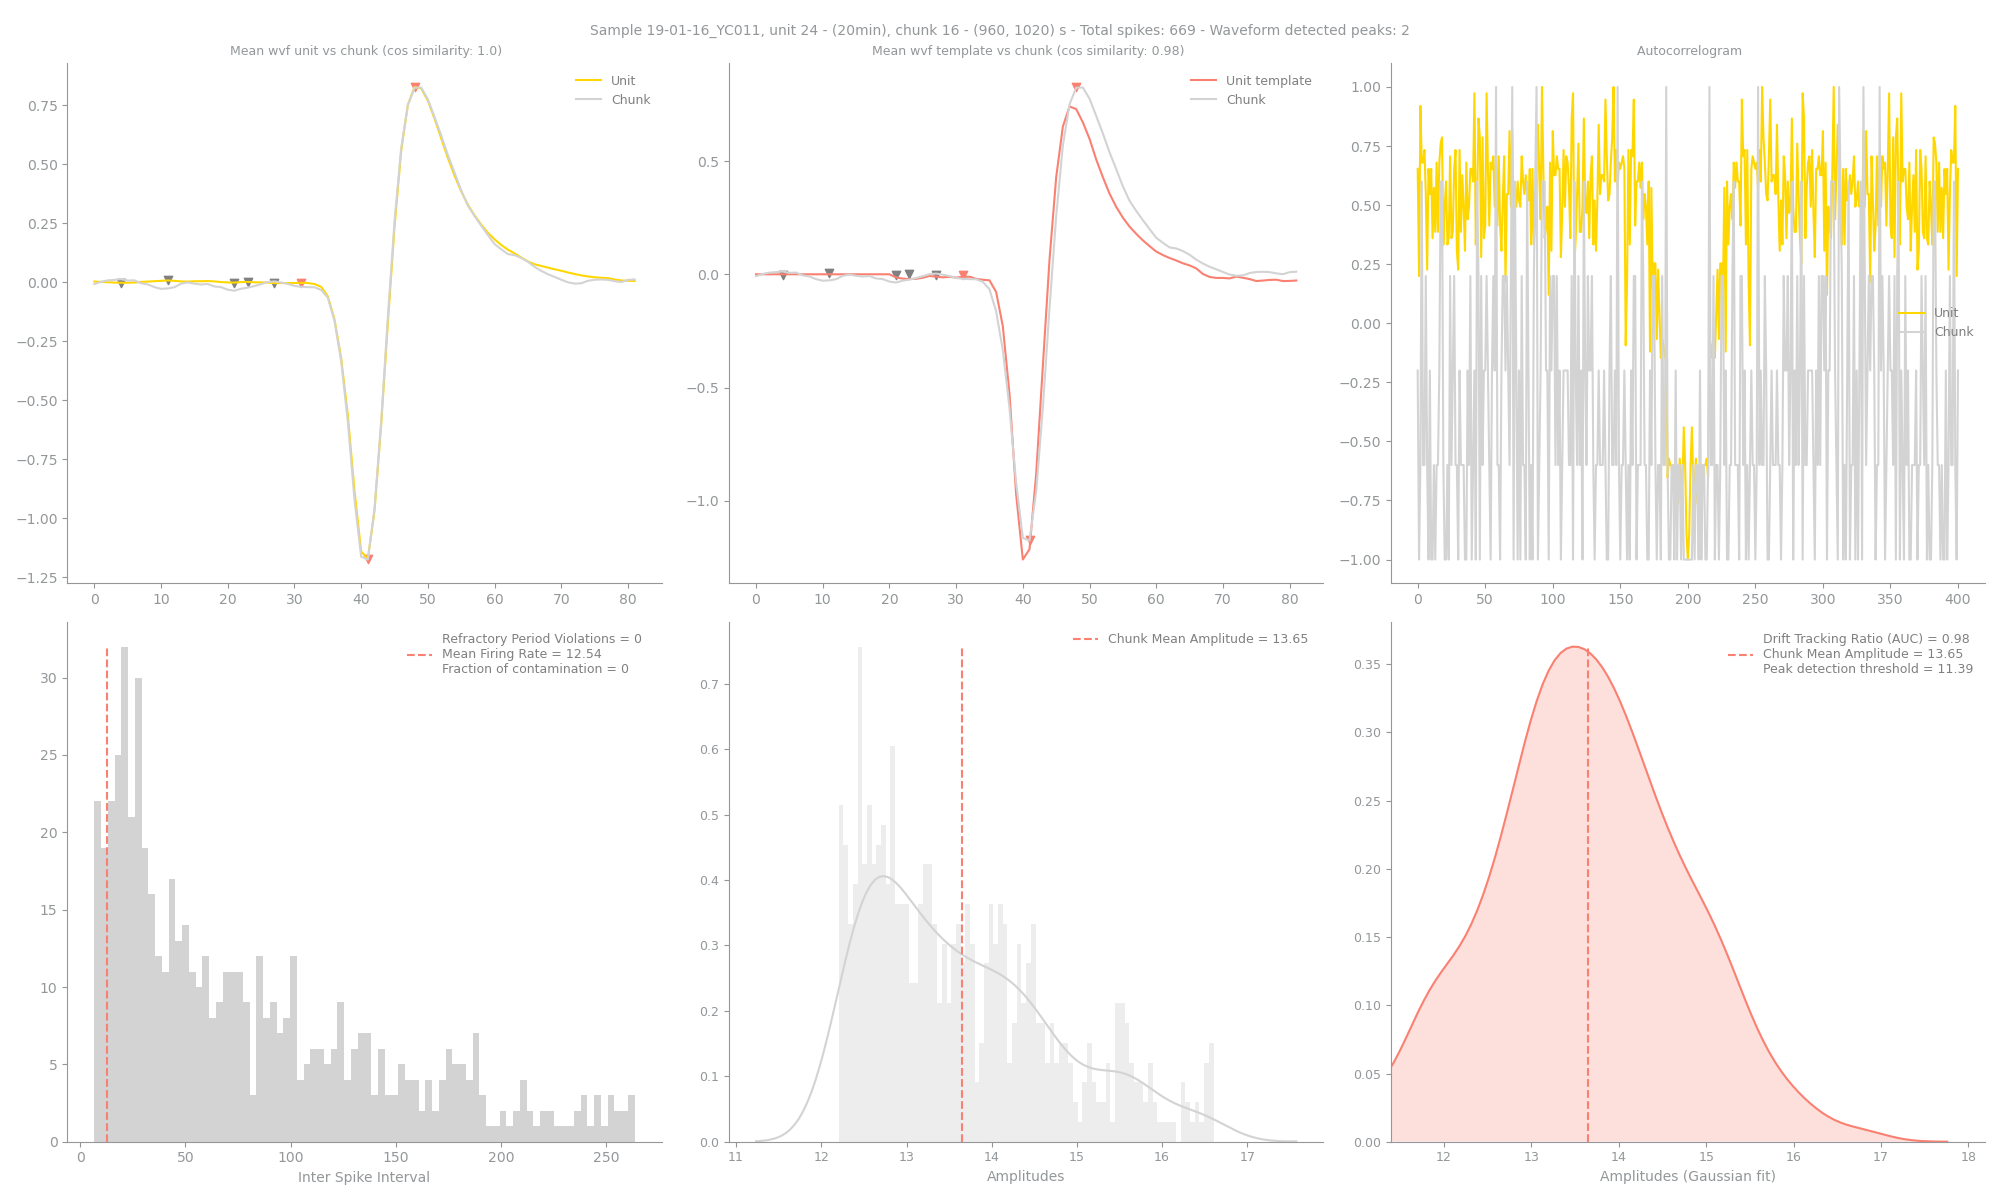 Sample 19-01-16_YC011, unit 24 - (20min), chunk 16 - (960, 1020) s - Total spikes: 669 - Waveform detected peaks: 2
Mean wvf unit vs chunk (cos similarity: 1.0)
Unit
Chunk
0.75
0.50
0.25
0.00
−0.25
−0.50
−0.75
−1.00
−1.25
0 10 20 30 40 50 60 70 80
Mean wvf template vs chunk (cos similarity: 0.98)
Unit template
Chunk
0.5
0.0
−0.5
−1.0
0 10 20 30 40 50 60 70 80
Autocorrelogram
1.00
0.75
0.50
0.25
0.00
−0.25
−0.50
−0.75
−1.00
Unit
Chunk
0 50 100 150 200 250 300 350 400
Refractory Period Violations = 0
Mean Firing Rate = 12.54
Fraction of contamination = 0
30
25
20
15
10
5
0
0 50 100 150 200 250
Inter Spike Interval
Chunk Mean Amplitude = 13.65
0.7
0.6
0.5
0.4
0.3
0.2
0.1
0.0
11 12 13 14 15 16 17
Amplitudes
Drift Tracking Ratio (AUC) = 0.98
Chunk Mean Amplitude = 13.65
Peak detection threshold = 11.39
0.35
0.30
0.25
0.20
0.15
0.10
0.05
0.00
12 13 14 15 16 17 18
Amplitudes (Gaussian fit)